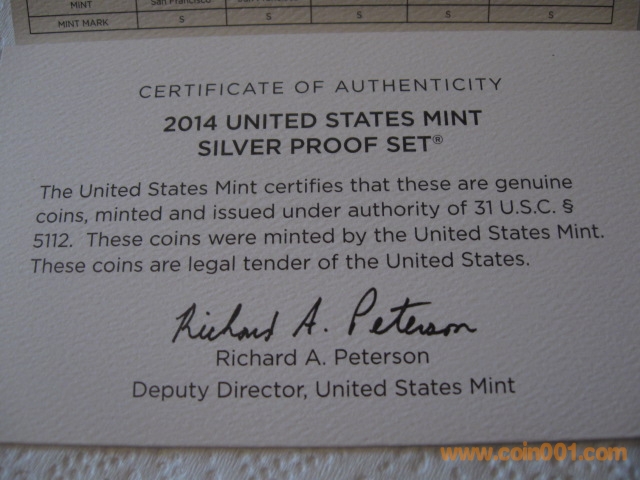 MINT San Francisco San Francisco
MINT MARK S S S S S
CERTIFICATE OF AUTHENTICITY
2014 UNITED STATES MINT
SILVER PROOF SET®
The United States Mint certifies that these are genuine
coins, minted and issued under authority of 31 U.S.C. §
5112. These coins were minted by the United States Mint.
These coins are legal tender of the United States.
Richard A. Peterson
Richard A. Peterson
Deputy Director, United States Mint
www.coin001.com